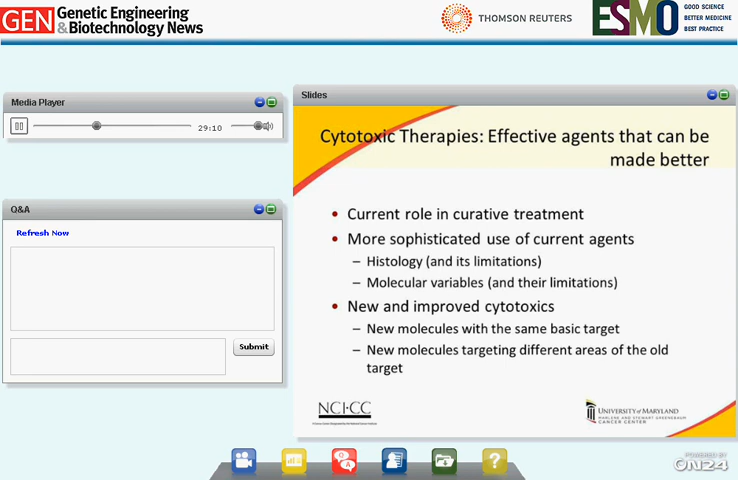 GEN Genetic Engineering
& Biotechnology News
THOMSON REUTERS
ESMO
GOOD SCIENCE
BETTER MEDICINE
BEST PRACTICE
Media Player
29:10
Q&A
Refresh Now
Submit
Slides
Cytotoxic Therapies: Effective agents that can be
made better
• Current role in curative treatment
• More sophisticated use of current agents
– Histology (and its limitations)
– Molecular variables (and their limitations)
• New and improved cytotoxics
– New molecules with the same basic target
– New molecules targeting different areas of the old
target
NCI-CC
UNIVERSITY OF MARYLAND
MARLENE AND STEWART GREENEBAUM
CANCER CENTER
Q
A
?
POWERED BY
ON24